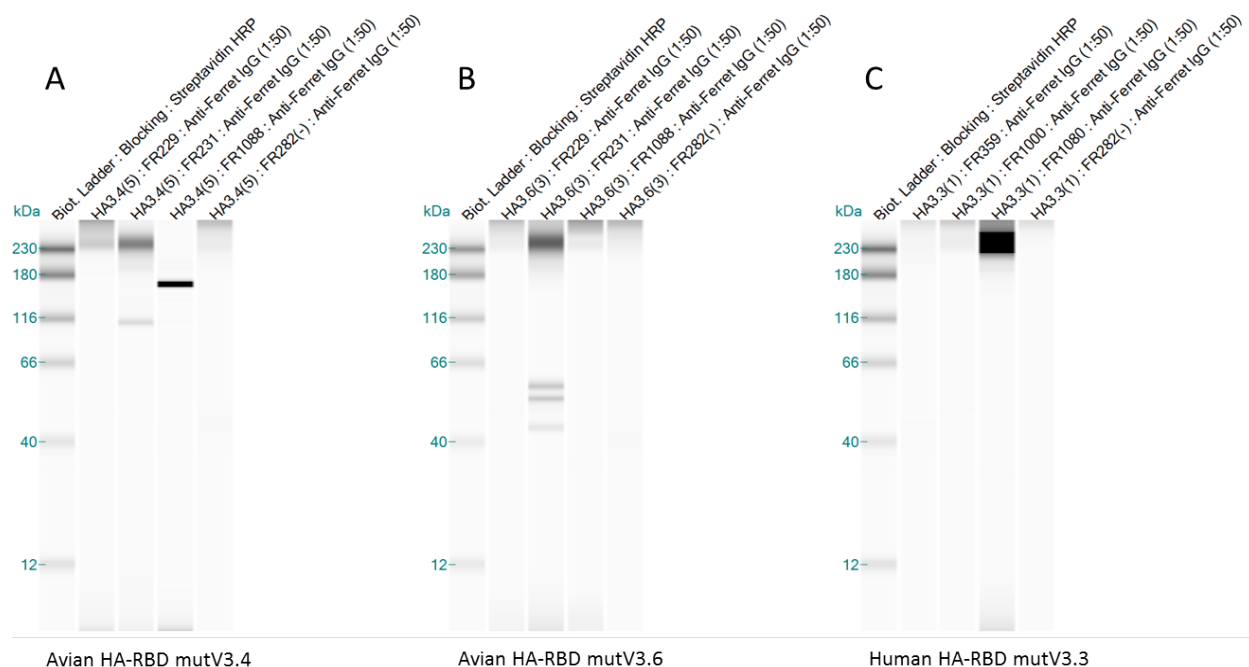 A
Biot. Ladder : Blocking : Streptavidin HRP
HA3.4(5) : FR229 : Anti-Ferret IgG (1:50)
HA3.4(5) : FR231 : Anti-Ferret IgG (1:50)
HA3.4(5) : FR1088 : Anti-Ferret IgG (1:50)
HA3.4(5) : FR282(-) : Anti-Ferret IgG (1:50)
kDa
230
180
116
66
40
12
Avian HA-RBD mutV3.4
B
Biot. Ladder : Blocking : Streptavidin HRP
HA3.6(3) : FR229 : Anti-Ferret IgG (1:50)
HA3.6(3) : FR231 : Anti-Ferret IgG (1:50)
HA3.6(3) : FR1088 : Anti-Ferret IgG (1:50)
HA3.6(3) : FR282(-) : Anti-Ferret IgG (1:50)
kDa
230
180
116
66
40
12
Avian HA-RBD mutV3.6
C
Biot. Ladder : Blocking : Streptavidin HRP
HA3.3(1) : FR359 : Anti-Ferret IgG (1:50)
HA3.3(1) : FR1000 : Anti-Ferret IgG (1:50)
HA3.3(1) : FR1080 : Anti-Ferret IgG (1:50)
HA3.3(1) : FR282(-) : Anti-Ferret IgG (1:50)
kDa
230
180
116
66
40
12
Human HA-RBD mutV3.3